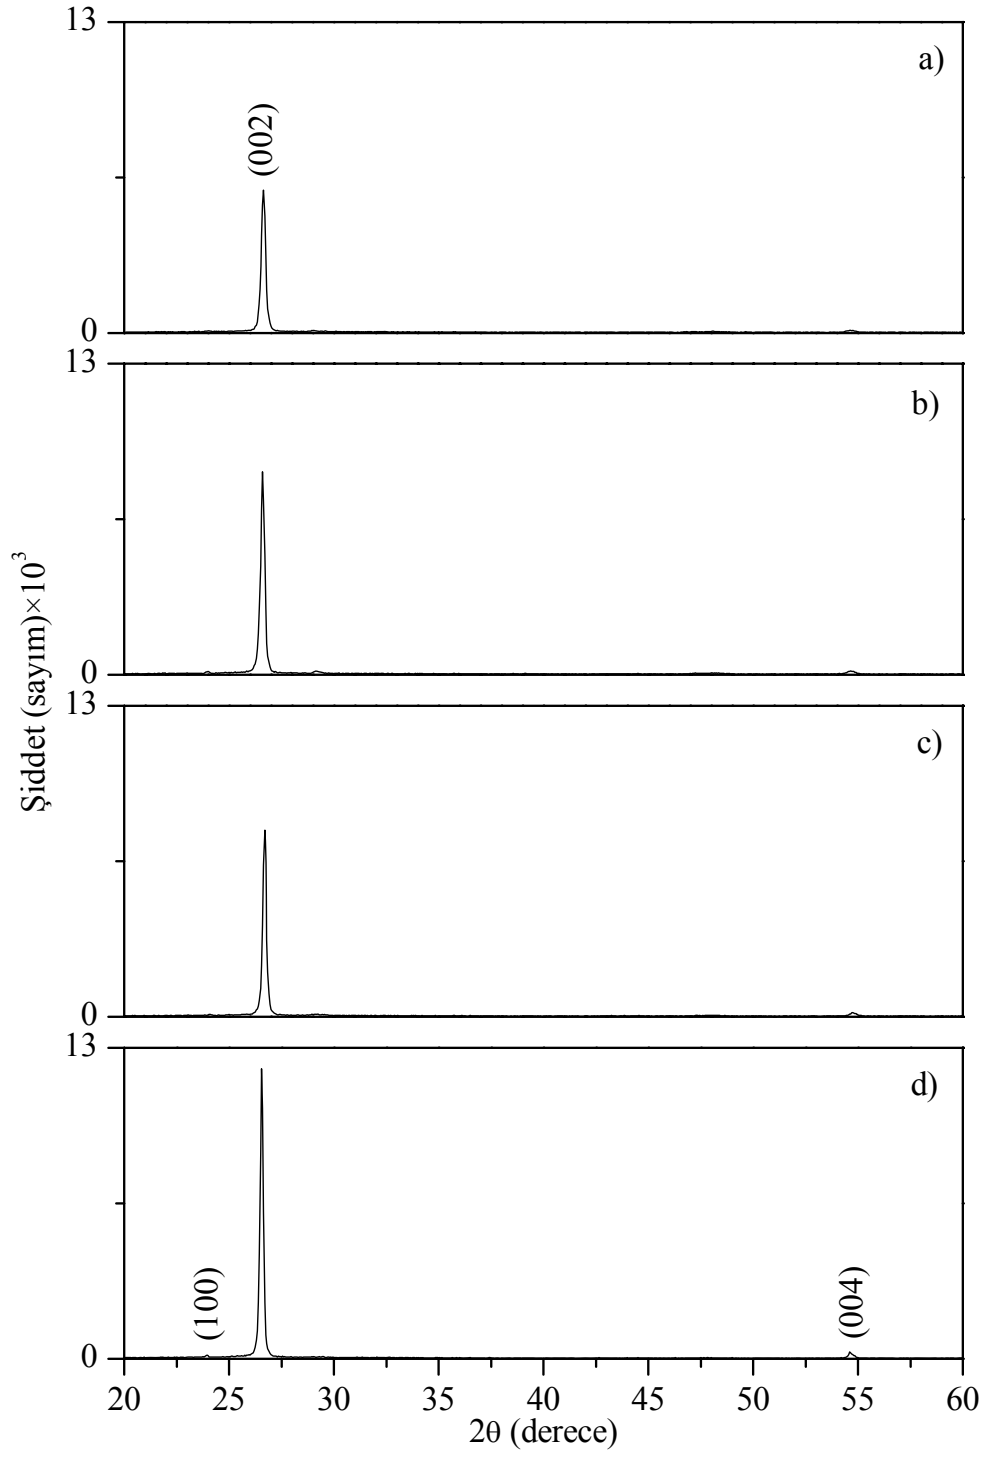 13
a)
(002)
0
13
b)
0
Şiddet (sayım)×10³
13
c)
0
13
d)
(100)
(004)
0
20 25 30 35 40 45 50 55 60
2θ (derece)